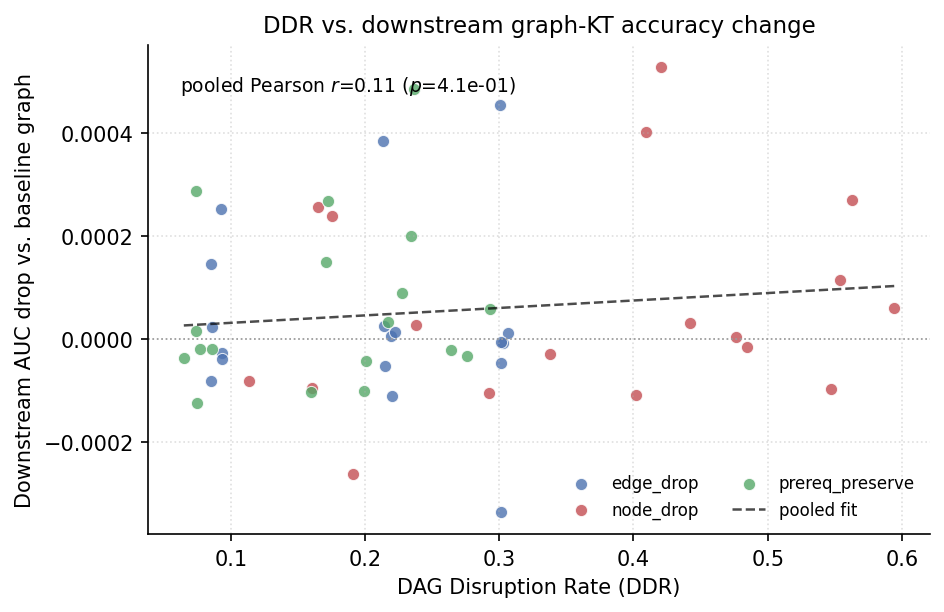 DDR vs. downstream graph-KT accuracy change
pooled Pearson r=0.11 (p=4.1e-01)
Downstream AUC drop vs. baseline graph
0.0004
0.0002
0.0000
−0.0002
0.1 0.2 0.3 0.4 0.5 0.6
DAG Disruption Rate (DDR)
edge_drop
node_drop
prereq_preserve
pooled fit